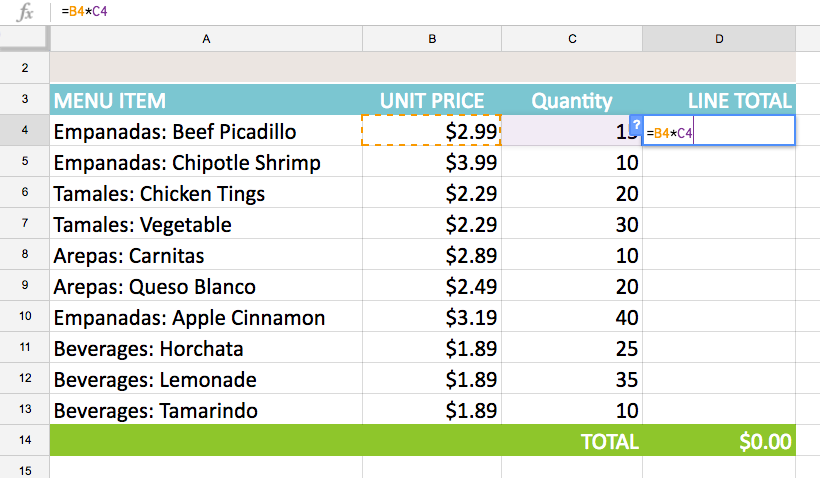 fx =B4*C4
A B C D
2
3 MENU ITEM UNIT PRICE Quantity LINE TOTAL
4 Empanadas: Beef Picadillo $2.99 15 ? =B4*C4
5 Empanadas: Chipotle Shrimp $3.99 10
6 Tamales: Chicken Tings $2.29 20
7 Tamales: Vegetable $2.29 30
8 Arepas: Carnitas $2.89 10
9 Arepas: Queso Blanco $2.49 20
10 Empanadas: Apple Cinnamon $3.19 40
11 Beverages: Horchata $1.89 25
12 Beverages: Lemonade $1.89 35
13 Beverages: Tamarindo $1.89 10
14 TOTAL $0.00
15